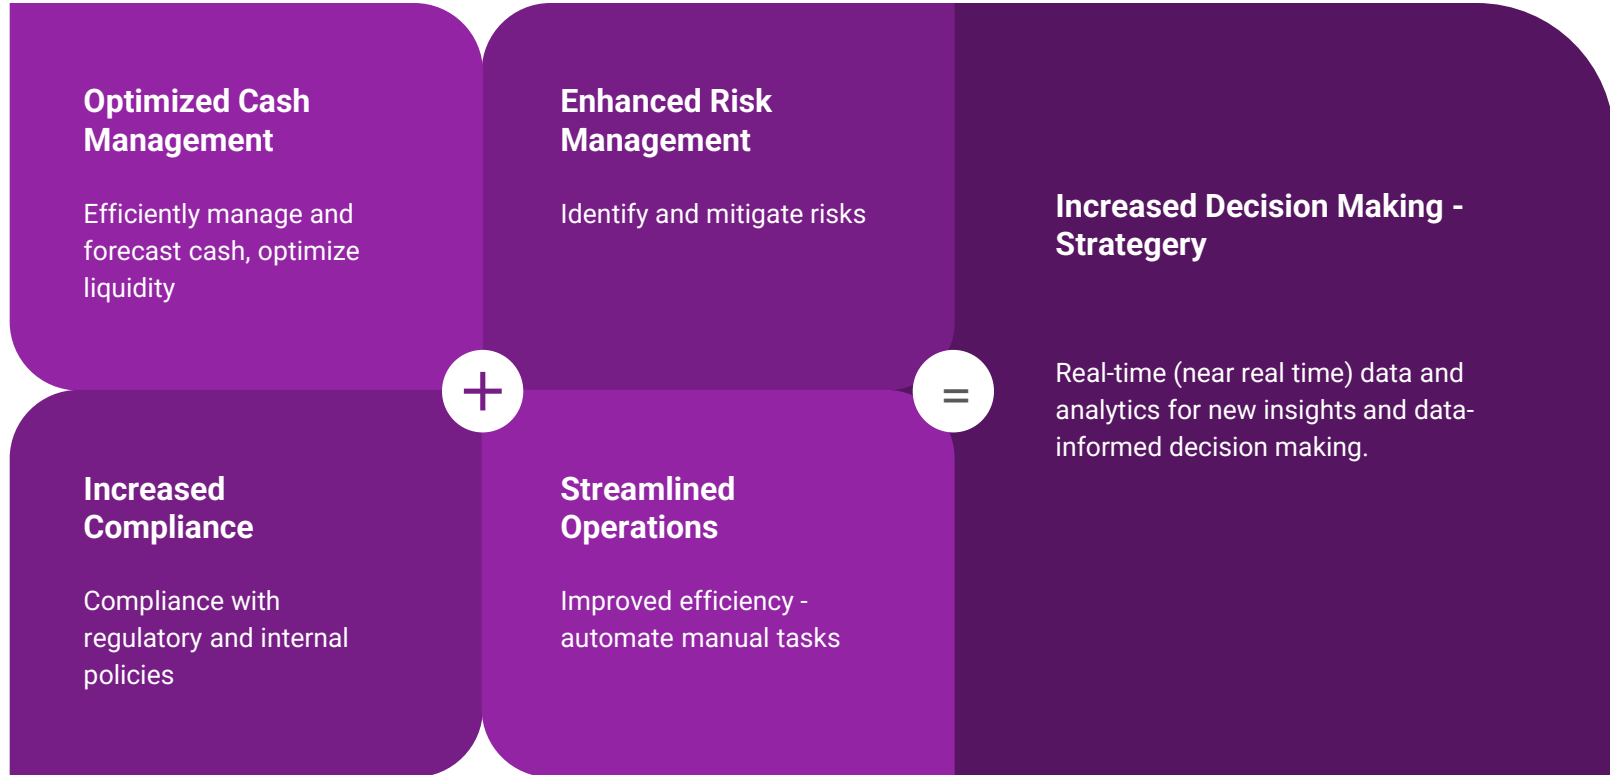 Optimized Cash
Management
Efficiently manage and
forecast cash, optimize
liquidity
Enhanced Risk
Management
Identify and mitigate risks
+
Increased
Compliance
Compliance with
regulatory and internal
policies
Streamlined
Operations
Improved efficiency -
automate manual tasks
=
Increased Decision Making -
Strategery
Real-time (near real time) data and
analytics for new insights and data-
informed decision making.